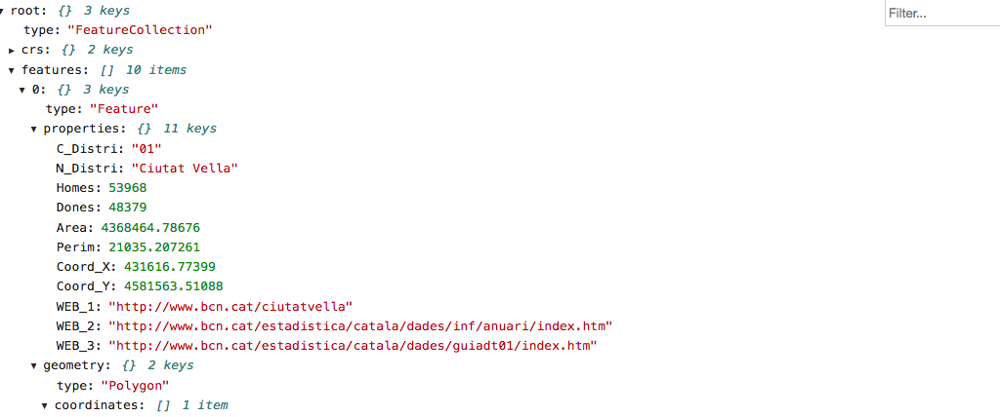 ▼ root: {} 3 keys
Filter...
type: "FeatureCollection"
▶ crs: {} 2 keys
▼ features: [] 10 items
▼ 0: {} 3 keys
type: "Feature"
▼ properties: {} 11 keys
C_Distri: "01"
N_Distri: "Ciutat Vella"
Homes: 53968
Dones: 48379
Area: 4368464.78676
Perim: 21035.207261
Coord_X: 431616.77399
Coord_Y: 4581563.51088
WEB_1: "http://www.bcn.cat/ciutatvella"
WEB_2: "http://www.bcn.cat/estadistica/catala/dades/inf/anuari/index.htm"
WEB_3: "http://www.bcn.cat/estadistica/catala/dades/guiadt01/index.htm"
▼ geometry: {} 2 keys
type: "Polygon"
▼ coordinates: [] 1 item